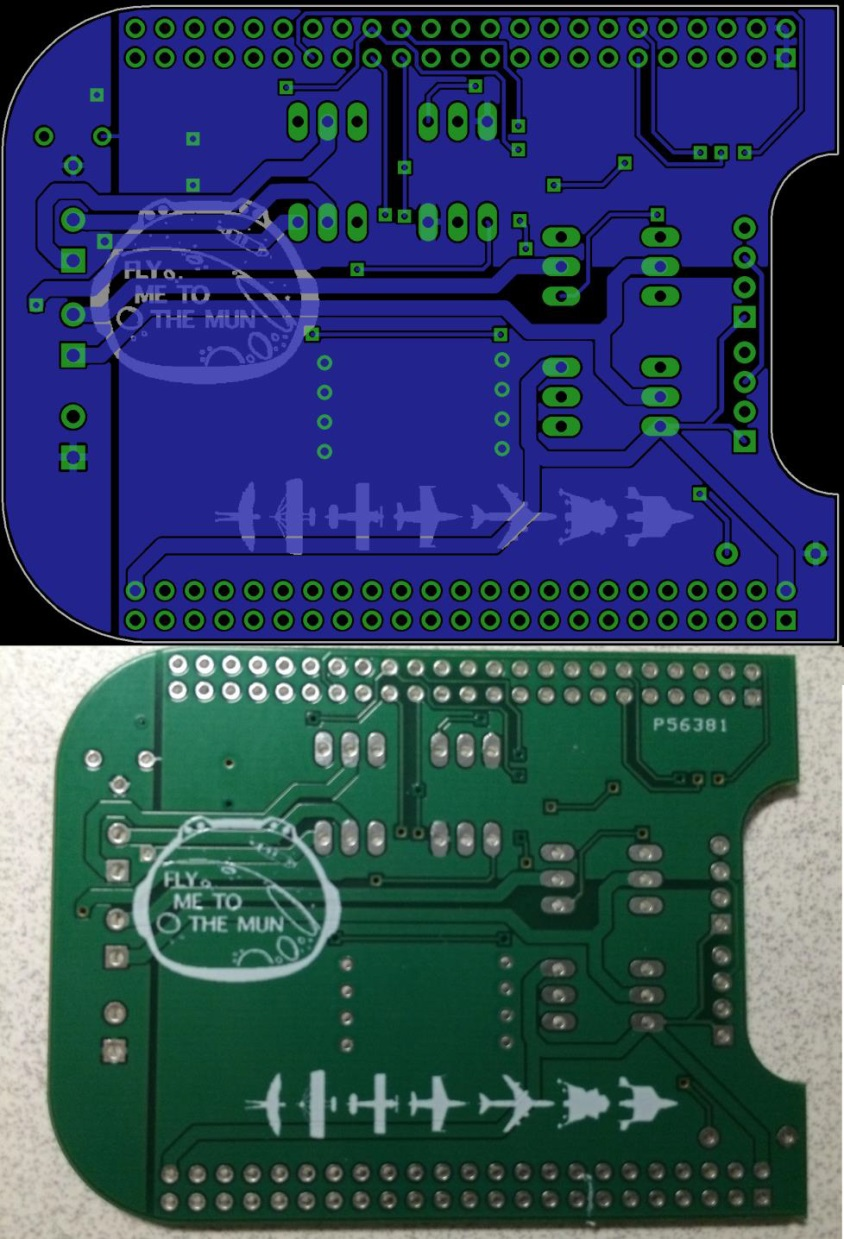 FLY
ME TO
THE MUN
P56381
FLY
ME TO
THE MUN